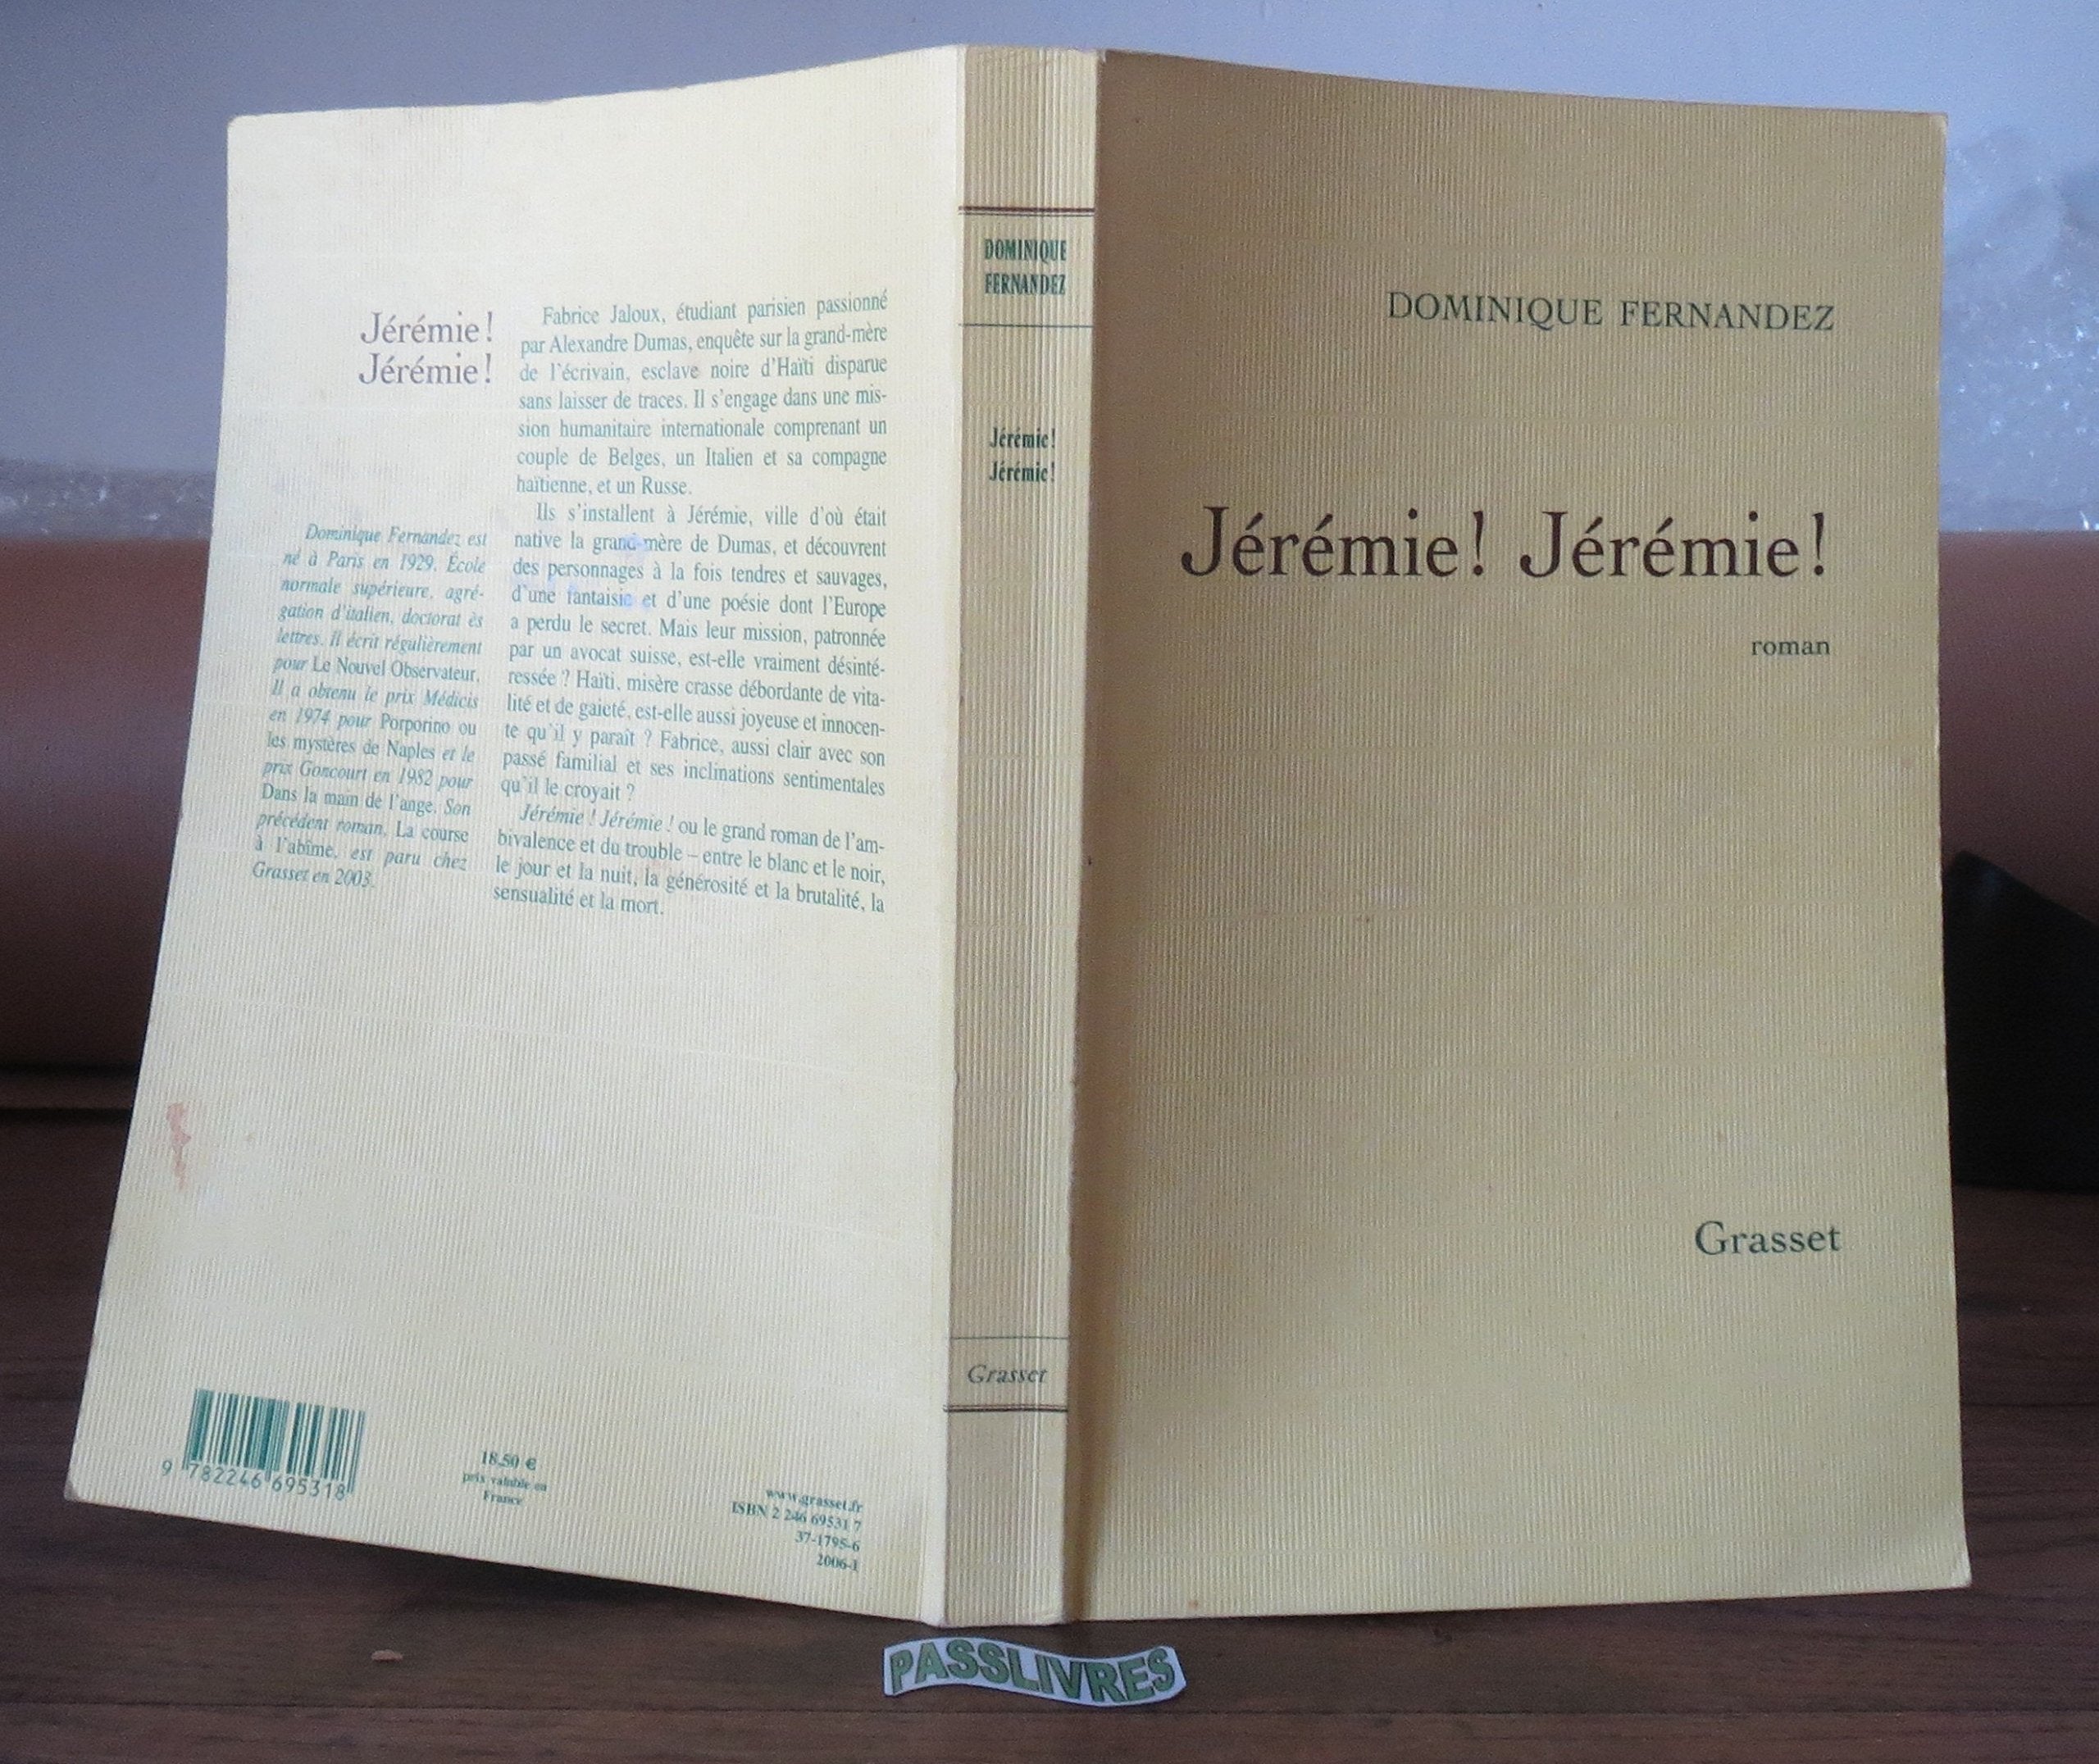 Jérémie !
Jérémie !
Dominique Fernandez est
né à Paris en 1929. École
normale supérieure, agré-
gation d'italien, doctorat ès
lettres. Il écrit régulièrement
pour Le Nouvel Observateur.
Il a obtenu le prix Médicis
en 1974 pour Porporino ou
les mystères de Naples et le
prix Goncourt en 1982 pour
Dans la main de l'ange. Son
précédent roman, La course
à l'abîme, est paru chez
Grasset en 2003.
Fabrice Jaloux, étudiant parisien passionné
par Alexandre Dumas, enquête sur la grand-mère
de l'écrivain, esclave noire d'Haïti disparue
sans laisser de traces. Il s'engage dans une mis-
sion humanitaire internationale comprenant un
couple de Belges, un Italien et sa compagne
haïtienne, et un Russe.
Ils s'installent à Jérémie, ville d'où était
native la grand-mère de Dumas, et découvrent
des personnages à la fois tendres et sauvages,
d'une fantaisie et d'une poésie dont l'Europe
a perdu le secret. Mais leur mission, patronnée
par un avocat suisse, est-elle vraiment désinté-
ressée ? Haïti, misère crasse débordante de vita-
lité et de gaieté, est-elle aussi joyeuse et innocen-
te qu'il y paraît ? Fabrice, aussi clair avec son
passé familial et ses inclinations sentimentales
qu'il le croyait ?
Jérémie ! Jérémie ! ou le grand roman de l'am-
bivalence et du trouble – entre le blanc et le noir,
le jour et la nuit, la générosité et la brutalité, la
sensualité et la mort.
9 782246 695318
18,50 €
prix valable en
France
www.grasset.fr
ISBN 2 246 69531 7
37-1795-6
2006-1
DOMINIQUE
FERNANDEZ
Jérémie !
Jérémie !
Grasset
DOMINIQUE FERNANDEZ
Jérémie ! Jérémie !
roman
Grasset
PASSLIVRES